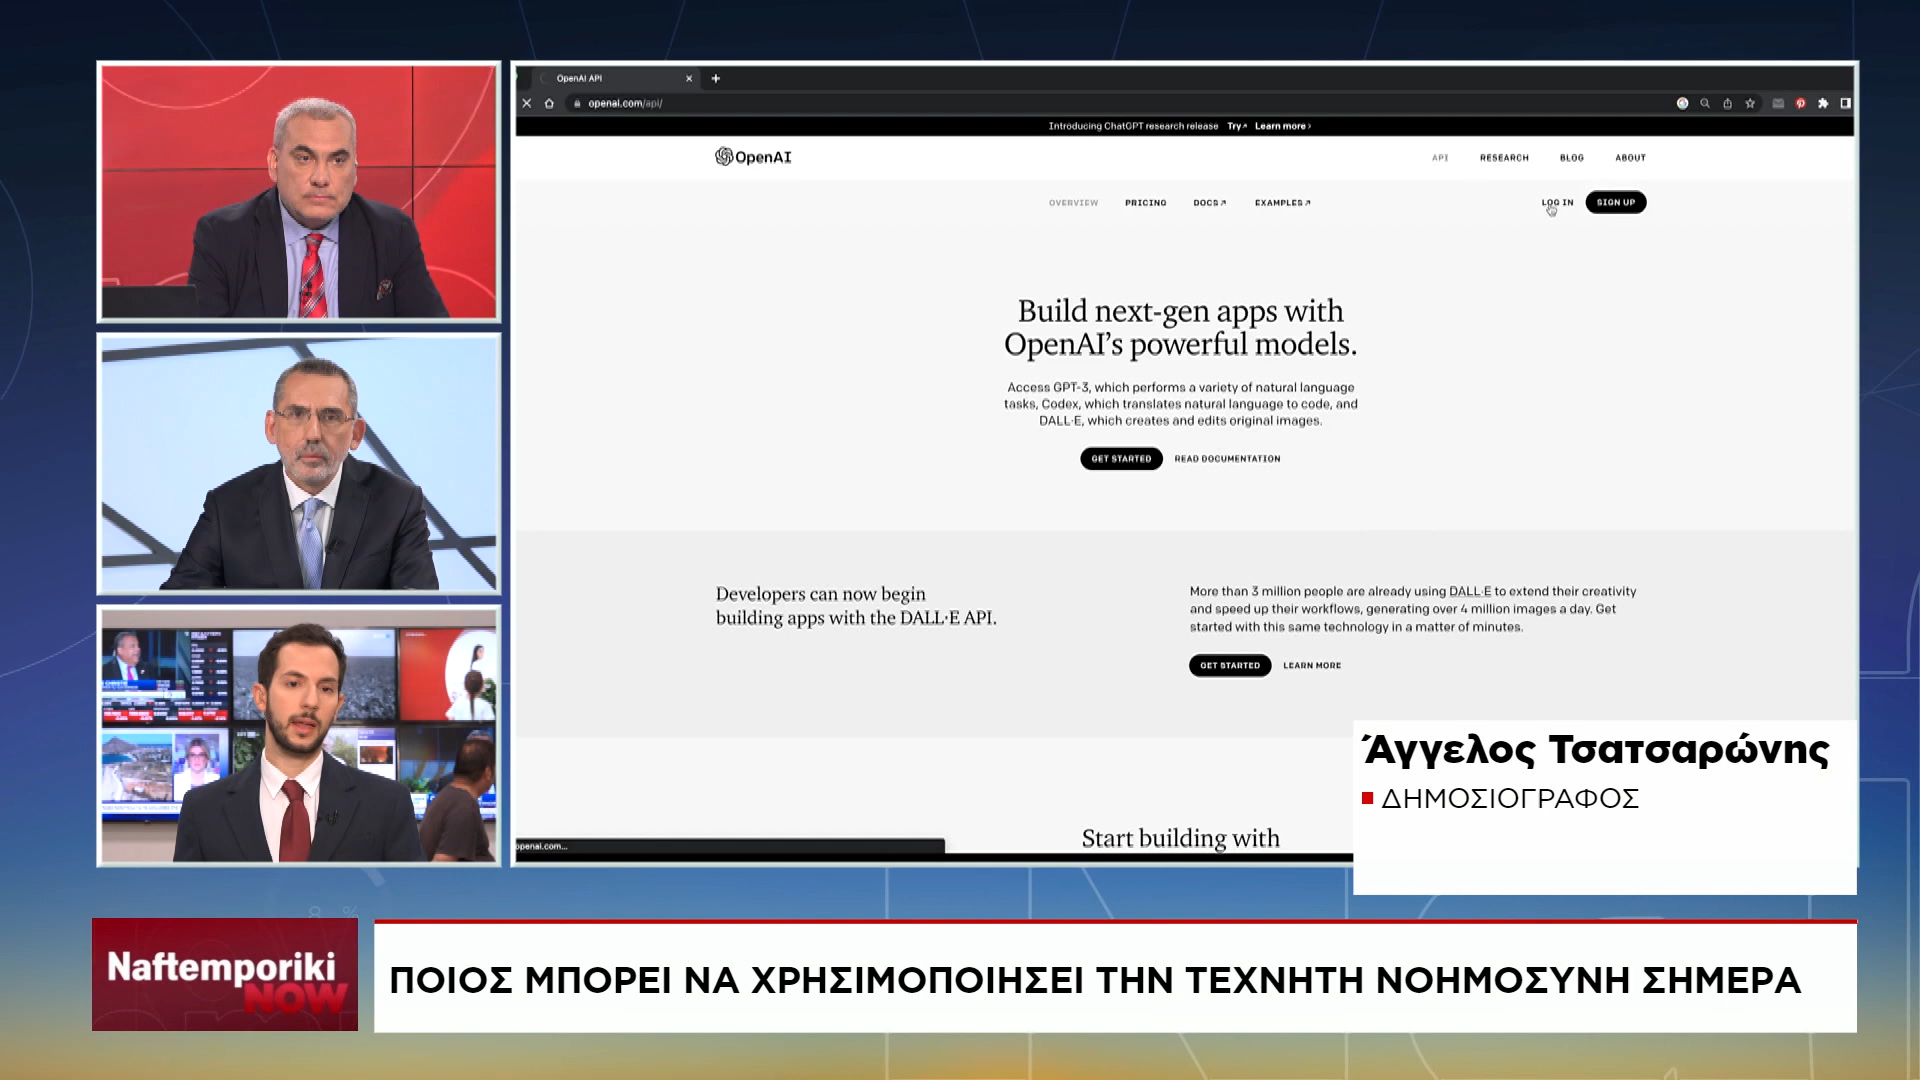 OpenAI API
openai.com/api/
Introducing ChatGPT research release Try↗ Learn more ›
OpenAI
API RESEARCH BLOG ABOUT
OVERVIEW PRICING DOCS↗ EXAMPLES↗
LOG IN SIGN UP
Build next-gen apps with
OpenAI’s powerful models.
Access GPT-3, which performs a variety of natural language
tasks, Codex, which translates natural language to code, and
DALL·E, which creates and edits original images.
GET STARTED READ DOCUMENTATION
Developers can now begin
building apps with the DALL·E API.
More than 3 million people are already using DALL·E to extend their creativity
and speed up their workflows, generating over 4 million images a day. Get
started with this same technology in a matter of minutes.
GET STARTED LEARN MORE
Start building with
openai.com...
Άγγελος Τσατσαρώνης
ΔΗΜΟΣΙΟΓΡΑΦΟΣ
Naftemporiki
NOW
ΠΟΙΟΣ ΜΠΟΡΕΙ ΝΑ ΧΡΗΣΙΜΟΠΟΙΗΣΕΙ ΤΗΝ ΤΕΧΝΗΤΗ ΝΟΗΜΟΣΥΝΗ ΣΗΜΕΡΑ